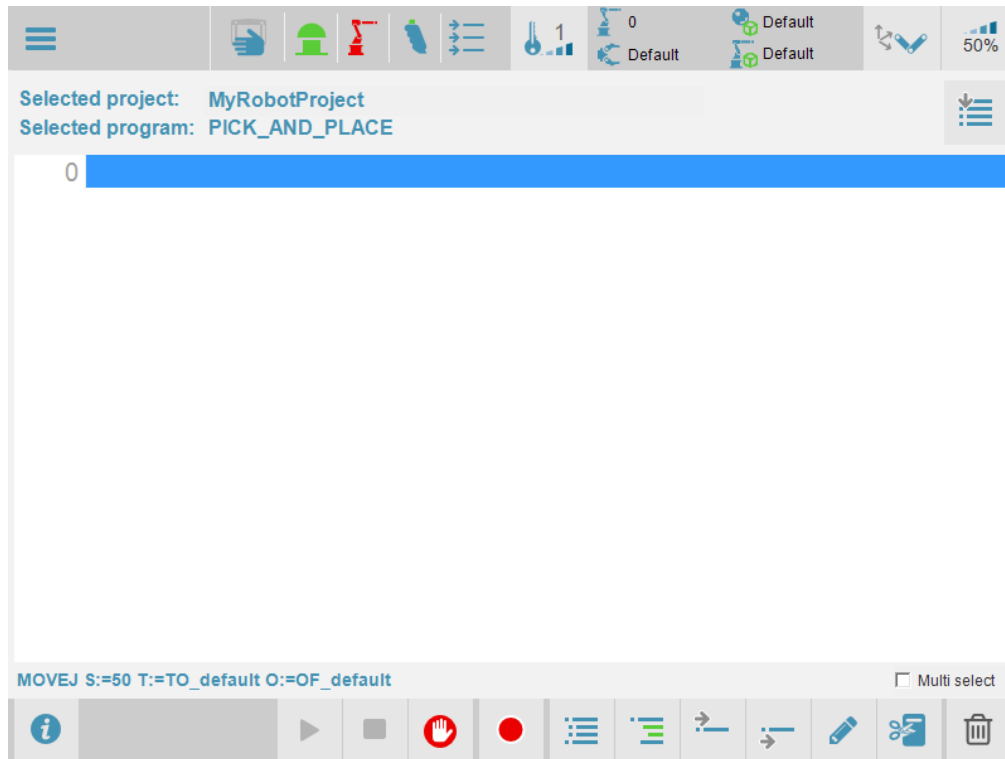 1
0
Default
Default
Default
50%
Selected project: MyRobotProject
Selected program: PICK_AND_PLACE
0
MOVEJ S:=50 T:=TO_default O:=OF_default
Multi select